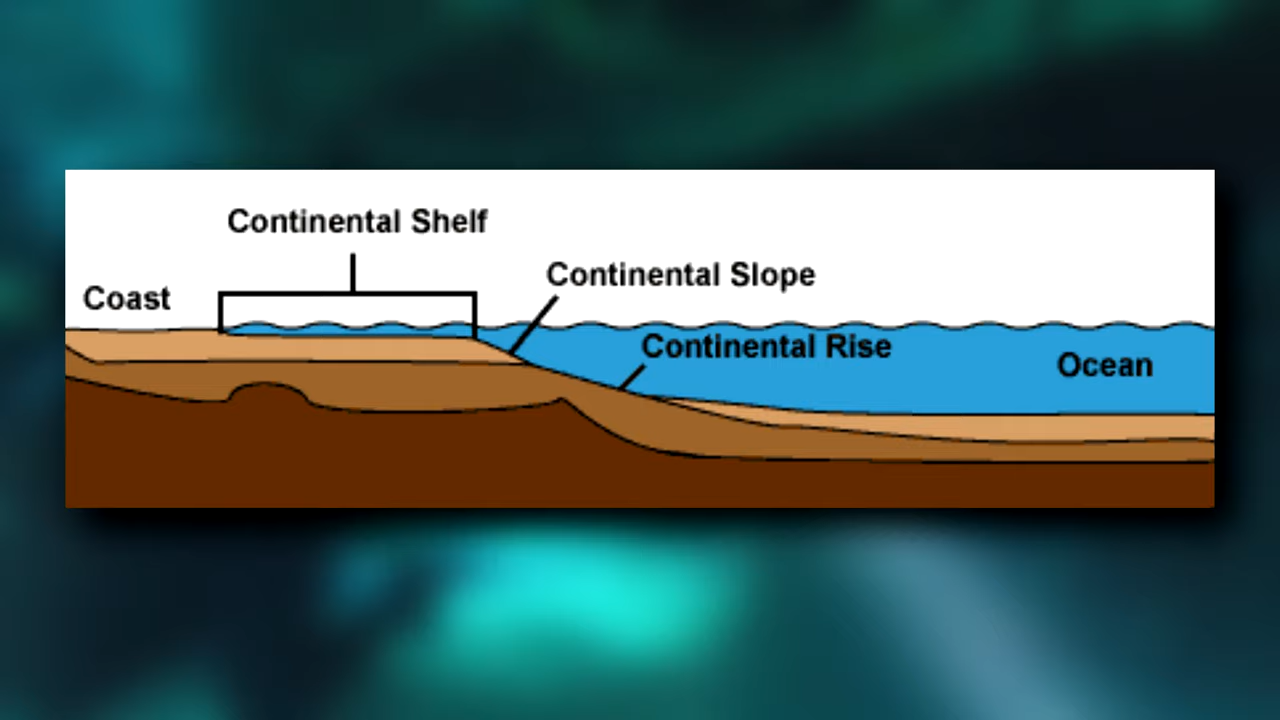 Continental Shelf
Continental Slope
Coast
Continental Rise
Ocean